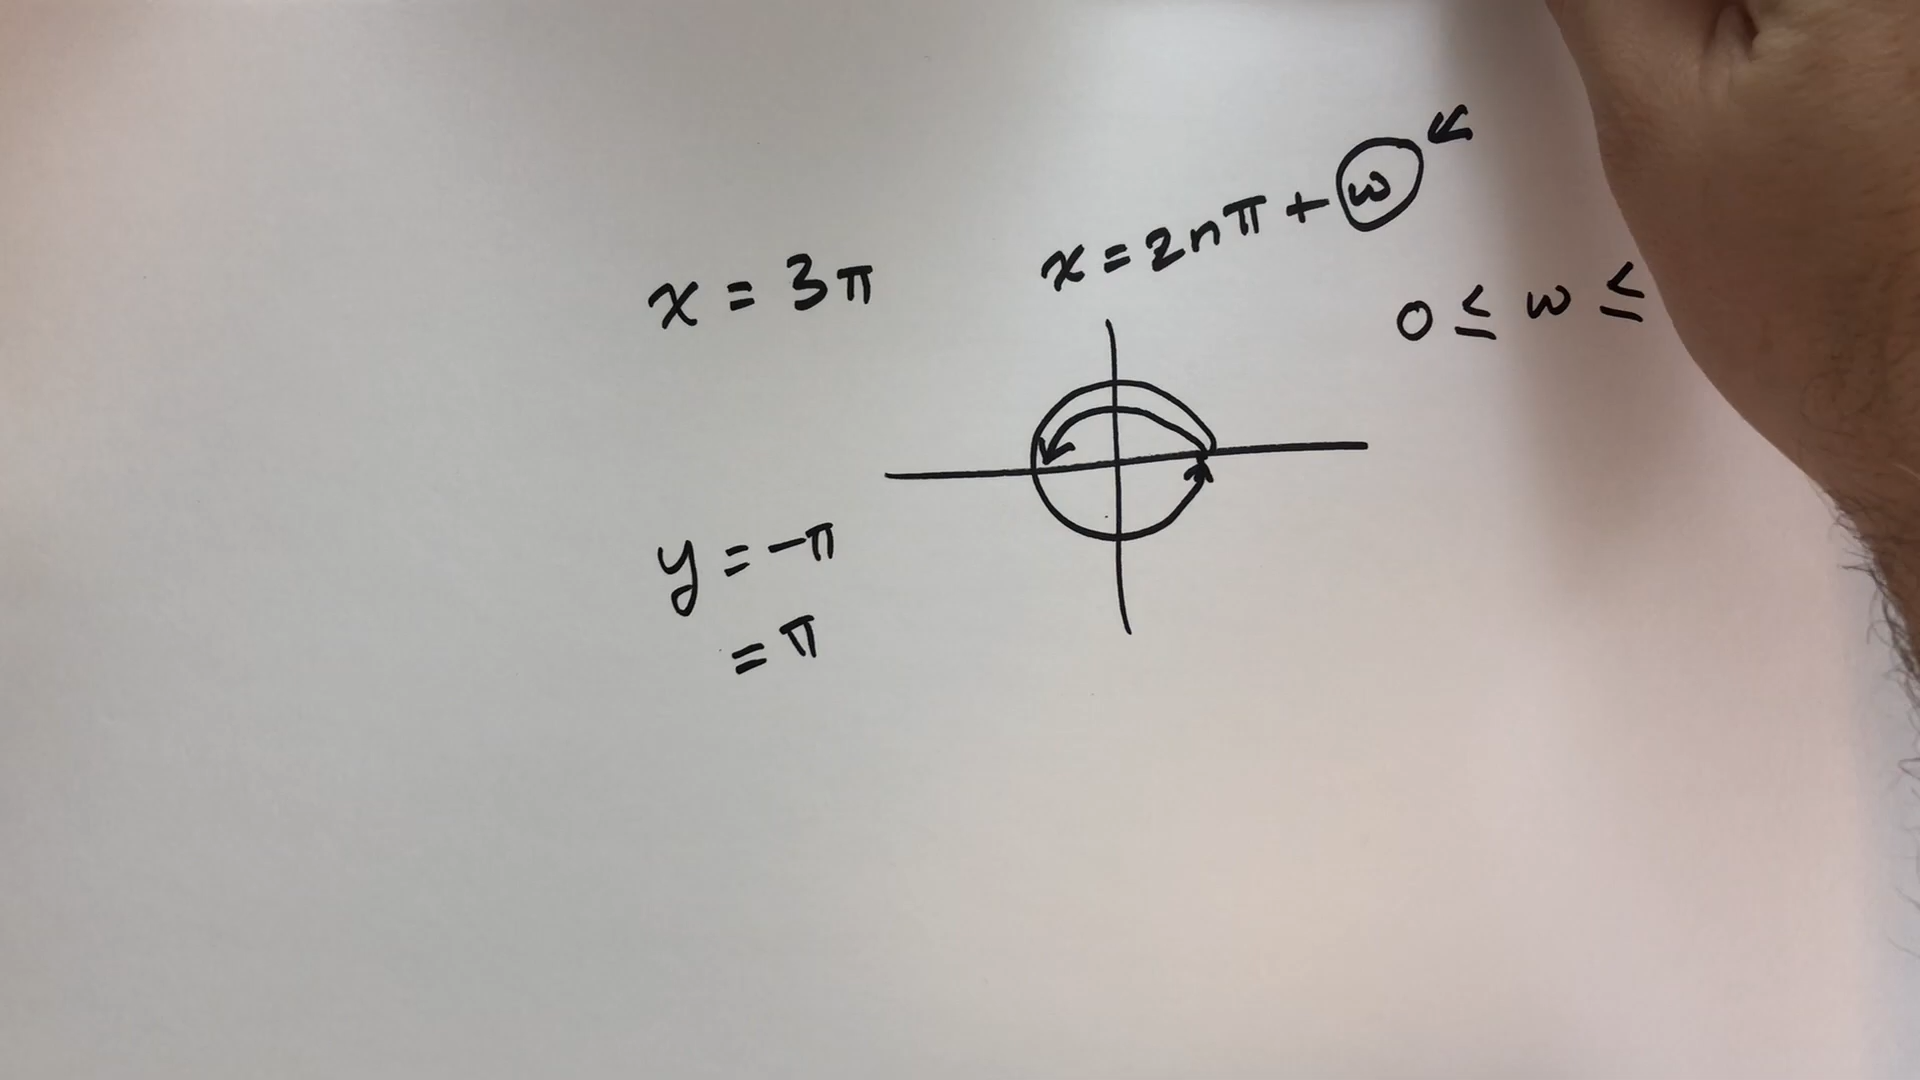 x = 2nπ + w
x = 3π
0 ≤ w ≤
y = -π
= π